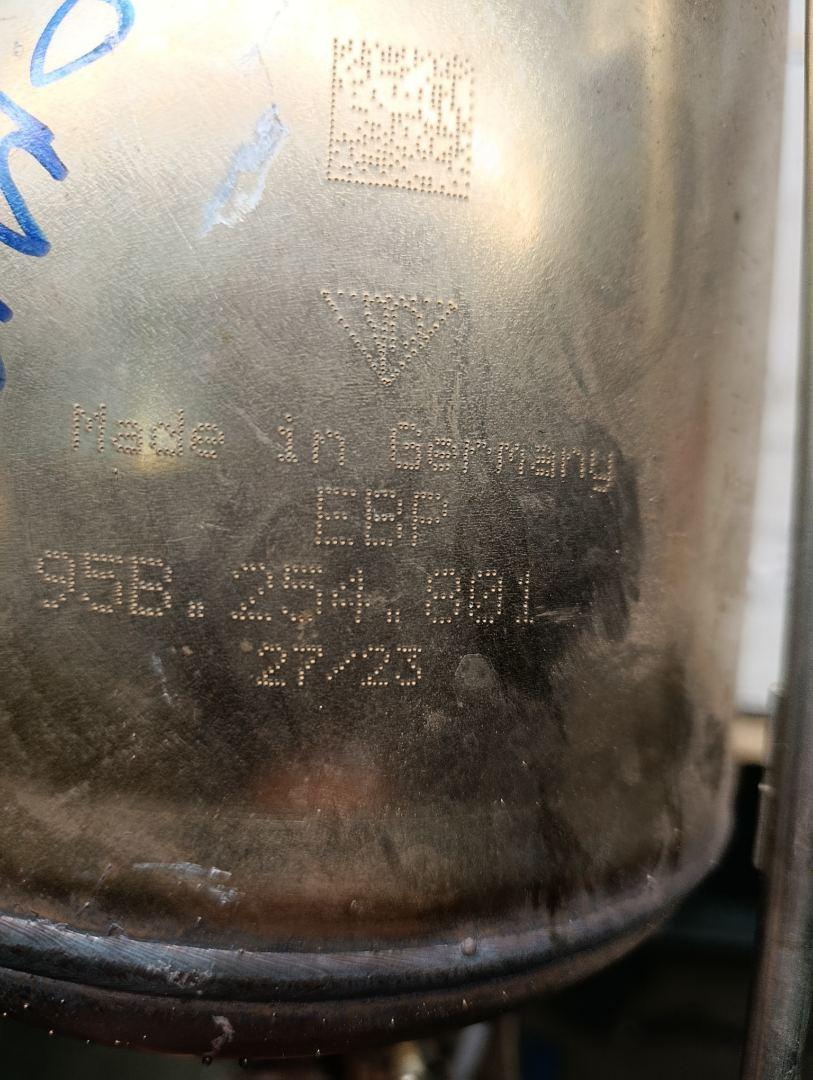 Made in Germany
EBP
95B.254.801
27/23